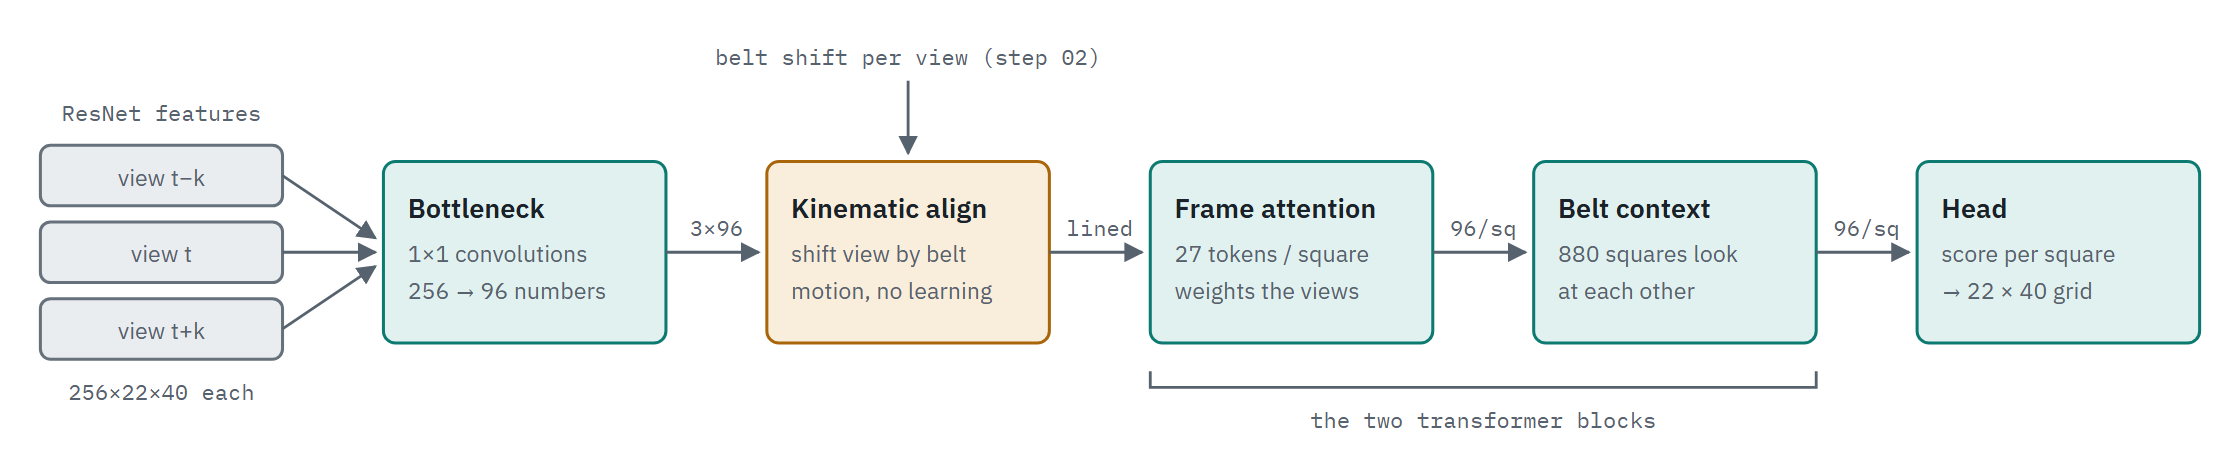 belt shift per view (step 02)
ResNet features
view t−k
view t
view t+k
256×22×40 each
Bottleneck
1×1 convolutions
256 → 96 numbers
3×96
Kinematic align
shift view by belt
motion, no learning
lined
Frame attention
27 tokens / square
weights the views
96/sq
Belt context
880 squares look
at each other
96/sq
Head
score per square
→ 22 × 40 grid
the two transformer blocks